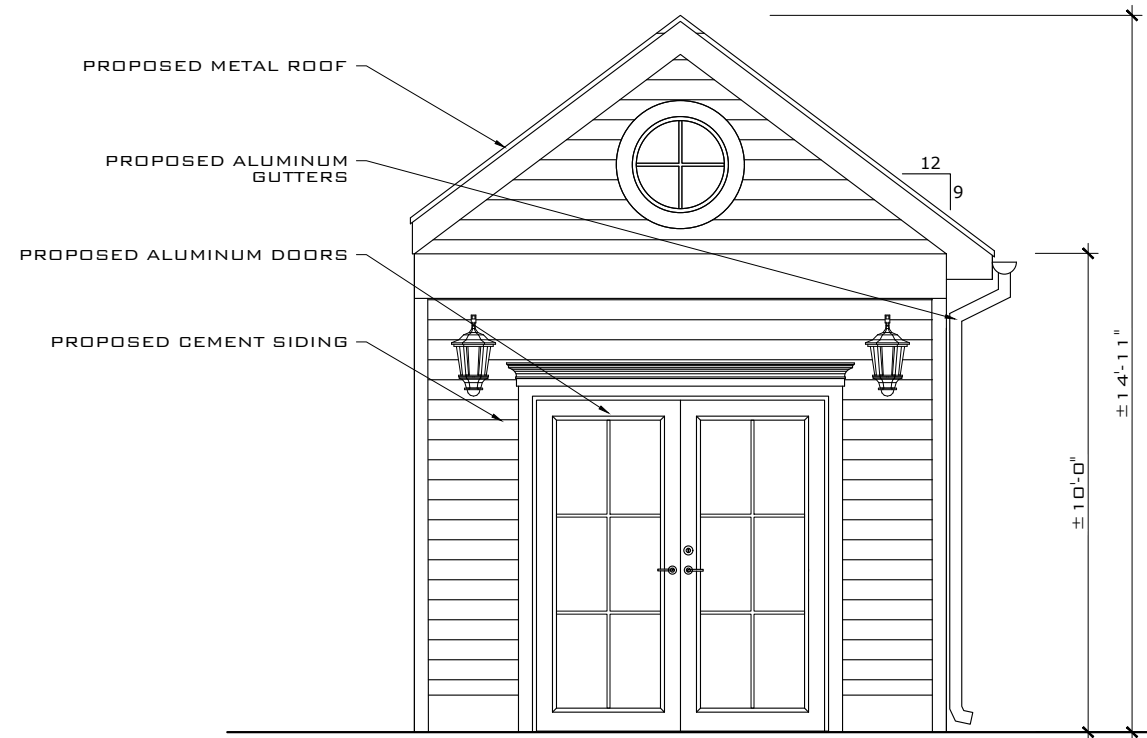 PROPOSED METAL ROOF
PROPOSED ALUMINUM
GUTTERS
12
9
PROPOSED ALUMINUM DOORS
PROPOSED CEMENT SIDING
±14'-11"
±10'-0"